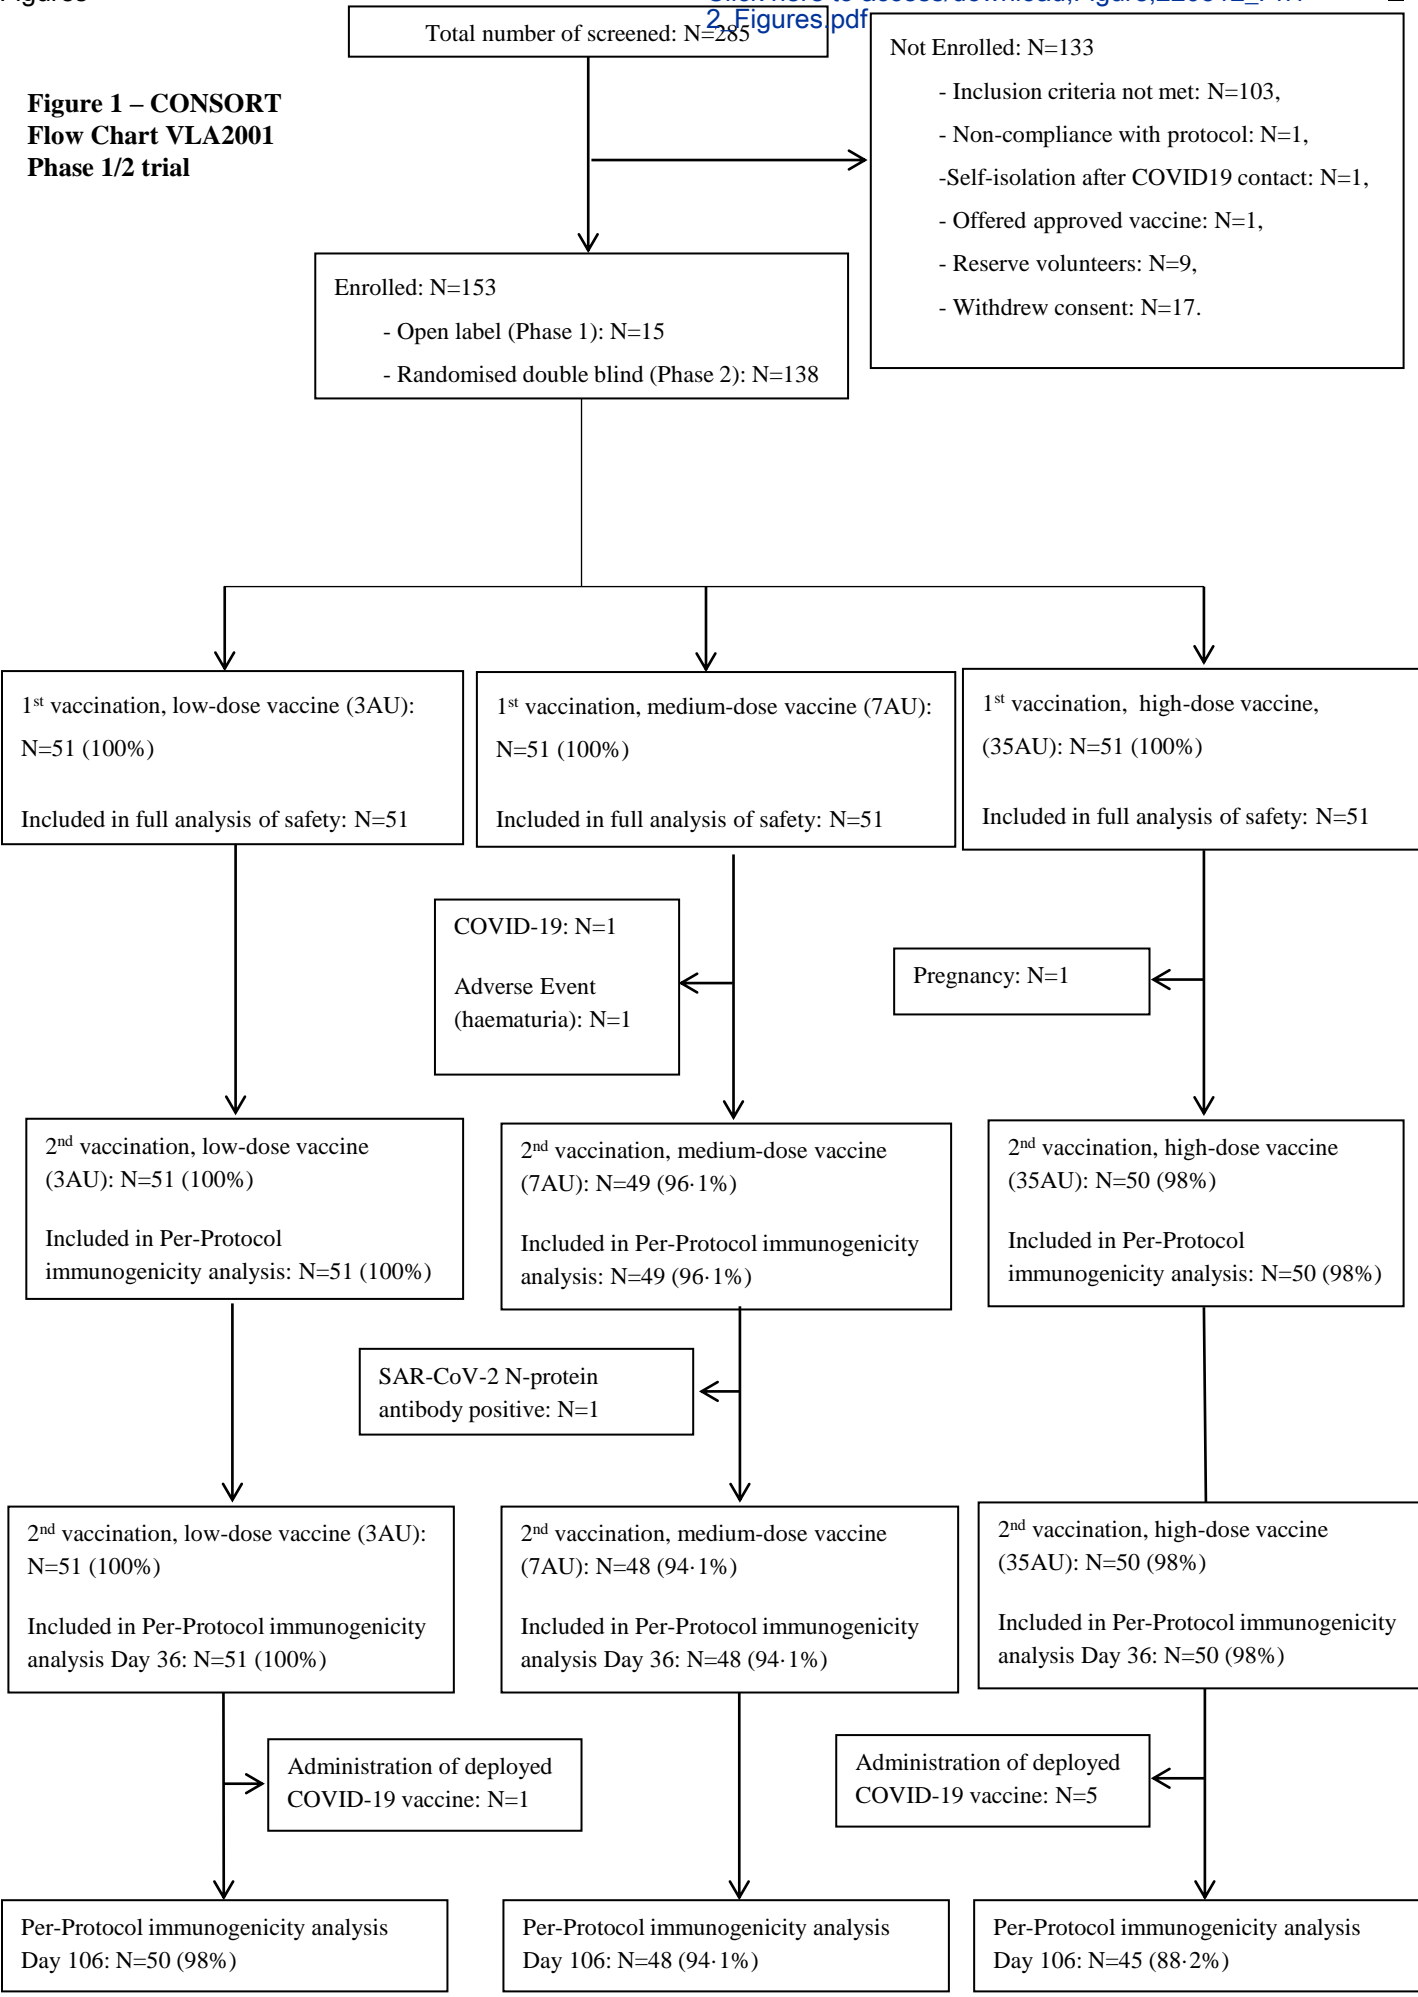 Figures
2_Figures.pdf
Total number of screened: N=285
Figure 1 – CONSORT
Flow Chart VLA2001
Phase 1/2 trial
Not Enrolled: N=133
- Inclusion criteria not met: N=103,
- Non-compliance with protocol: N=1,
-Self-isolation after COVID19 contact: N=1,
- Offered approved vaccine: N=1,
- Reserve volunteers: N=9,
- Withdrew consent: N=17.
Enrolled: N=153
- Open label (Phase 1): N=15
- Randomised double blind (Phase 2): N=138
1st vaccination, low-dose vaccine (3AU):
N=51 (100%)
Included in full analysis of safety: N=51
1st vaccination, medium-dose vaccine (7AU):
N=51 (100%)
Included in full analysis of safety: N=51
1st vaccination, high-dose vaccine,
(35AU): N=51 (100%)
Included in full analysis of safety: N=51
COVID-19: N=1
Adverse Event
(haematuria): N=1
Pregnancy: N=1
2nd vaccination, low-dose vaccine
(3AU): N=51 (100%)
Included in Per-Protocol
immunogenicity analysis: N=51 (100%)
2nd vaccination, medium-dose vaccine
(7AU): N=49 (96·1%)
Included in Per-Protocol immunogenicity
analysis: N=49 (96·1%)
2nd vaccination, high-dose vaccine
(35AU): N=50 (98%)
Included in Per-Protocol
immunogenicity analysis: N=50 (98%)
SAR-CoV-2 N-protein
antibody positive: N=1
2nd vaccination, low-dose vaccine (3AU):
N=51 (100%)
Included in Per-Protocol immunogenicity
analysis Day 36: N=51 (100%)
2nd vaccination, medium-dose vaccine
(7AU): N=48 (94·1%)
Included in Per-Protocol immunogenicity
analysis Day 36: N=48 (94·1%)
2nd vaccination, high-dose vaccine
(35AU): N=50 (98%)
Included in Per-Protocol immunogenicity
analysis Day 36: N=50 (98%)
Administration of deployed
COVID-19 vaccine: N=1
Administration of deployed
COVID-19 vaccine: N=5
Per-Protocol immunogenicity analysis
Day 106: N=50 (98%)
Per-Protocol immunogenicity analysis
Day 106: N=48 (94·1%)
Per-Protocol immunogenicity analysis
Day 106: N=45 (88·2%)